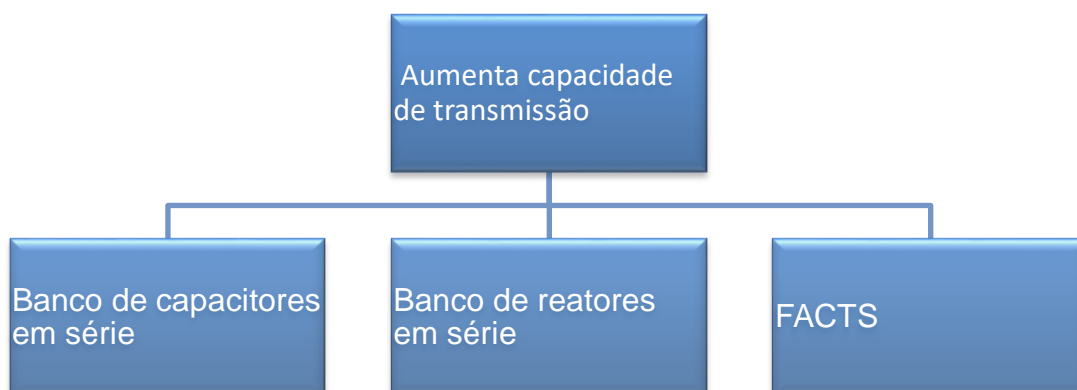 Aumenta capacidade
de transmissão
Banco de capacitores
em série
Banco de reatores
em série
FACTS